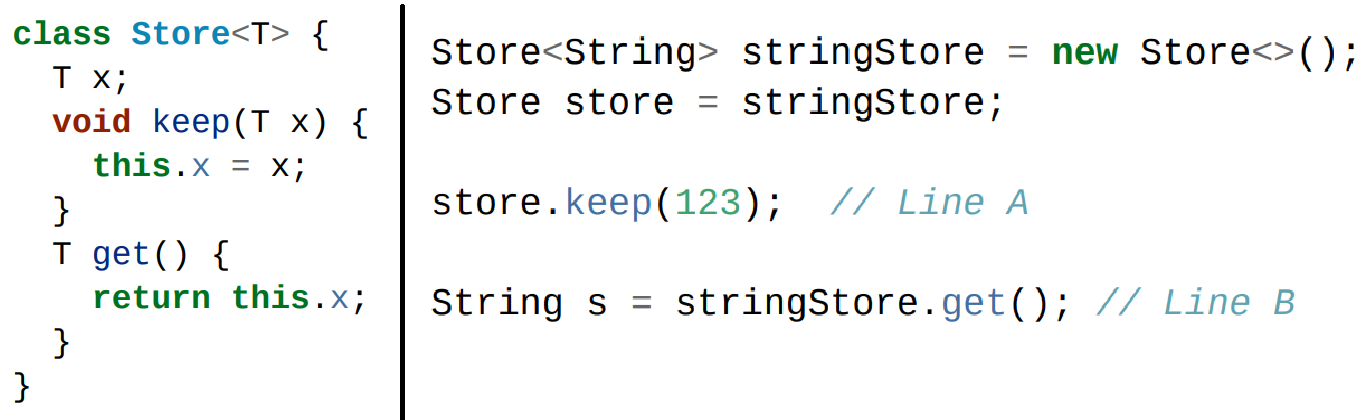 class Store<T> {
  T x;
  void keep(T x) {
    this.x = x;
  }
  T get() {
    return this.x;
  }
}
Store<String> stringStore = new Store<>();
Store store = stringStore;
store.keep(123);  // Line A
String s = stringStore.get(); // Line B